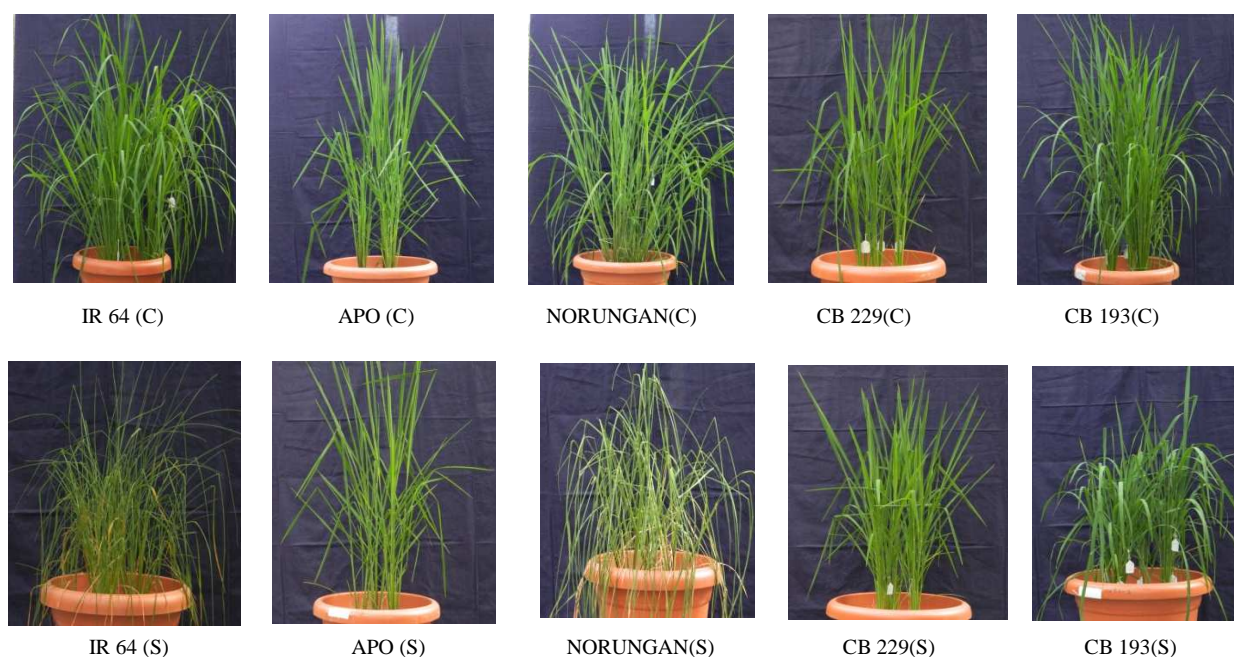 IR 64 (C)
APO (C)
NORUNGAN(C)
CB 229(C)
CB 193(C)
IR 64 (S)
APO (S)
NORUNGAN(S)
CB 229(S)
CB 193(S)